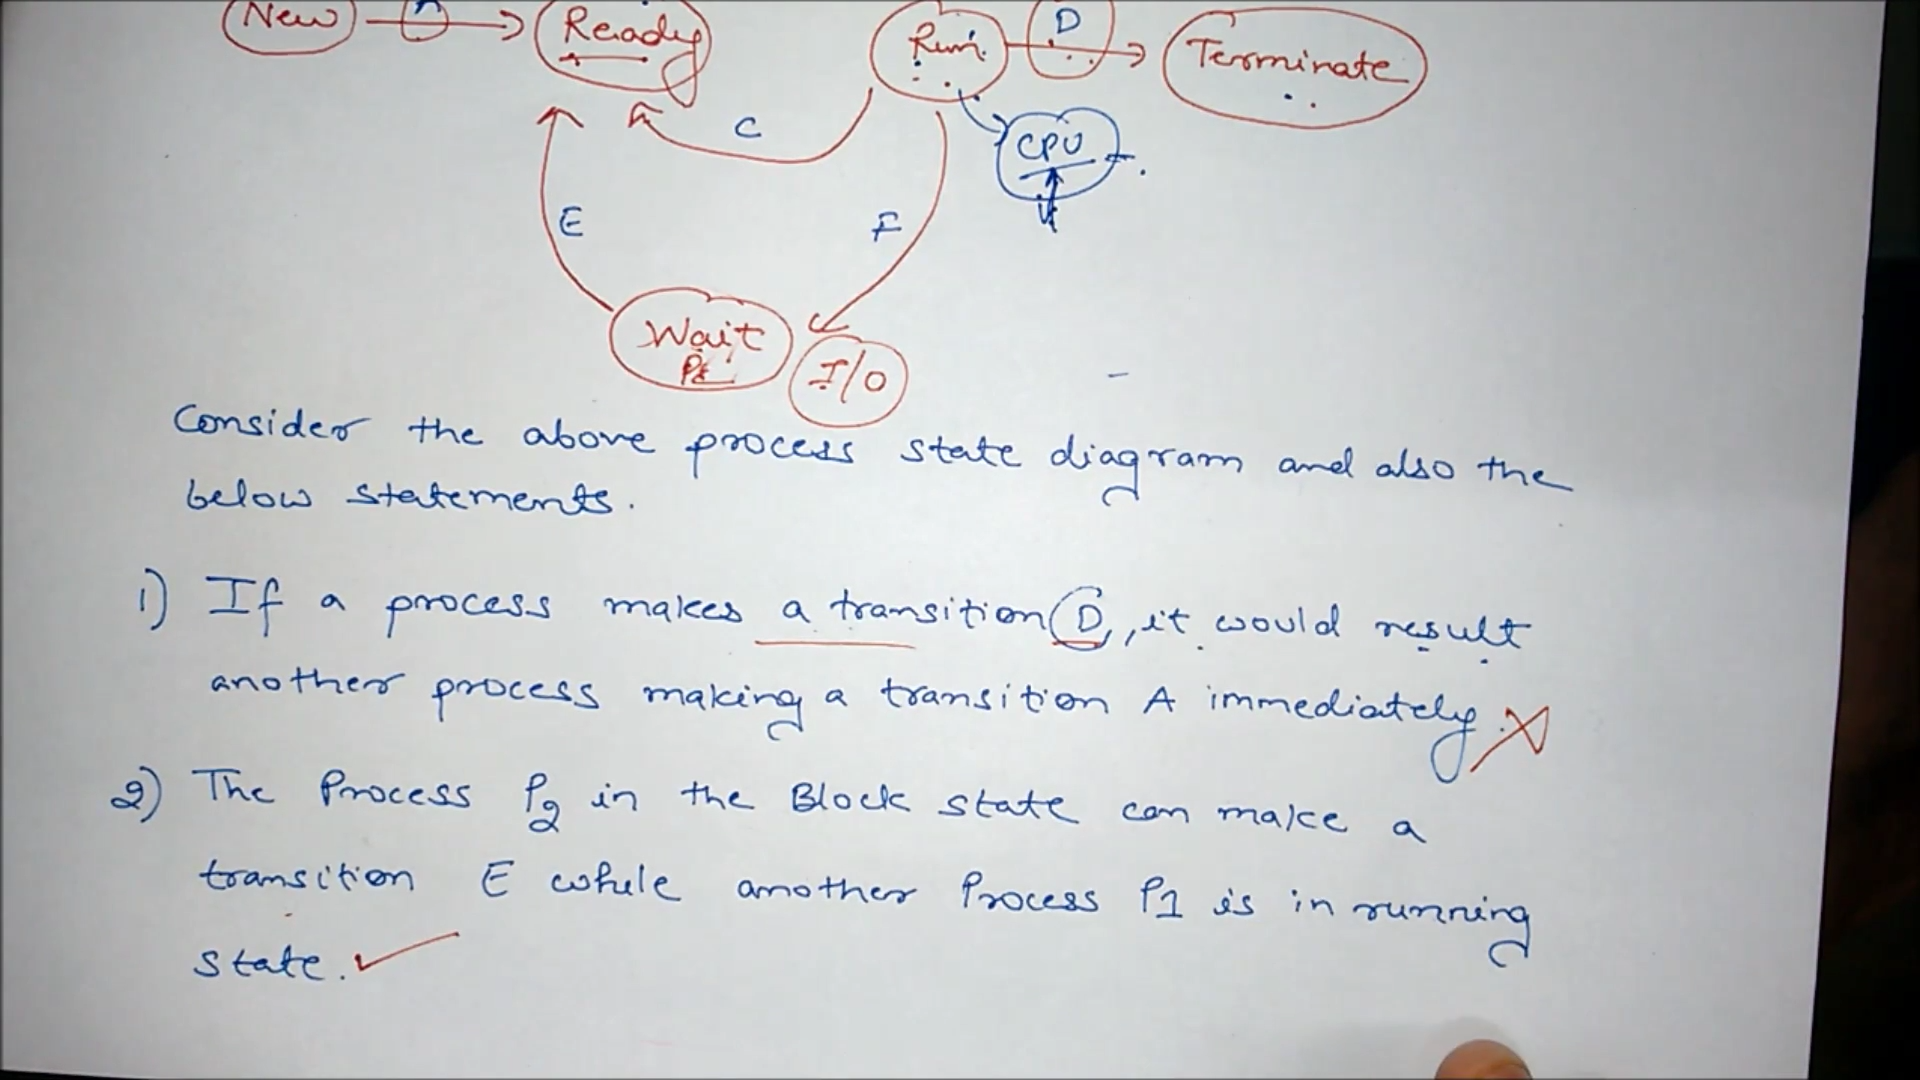 New
Ready
Run
D
Terminate
C
CPU
E
F
Wait
I/O
Consider the above process state diagram and also the
below statements.
1) If a process makes a transition D, it would result
another process making a transition A immediately.
2) The Process P2 in the Block state can make a
transition E while another Process P1 is in running
state.